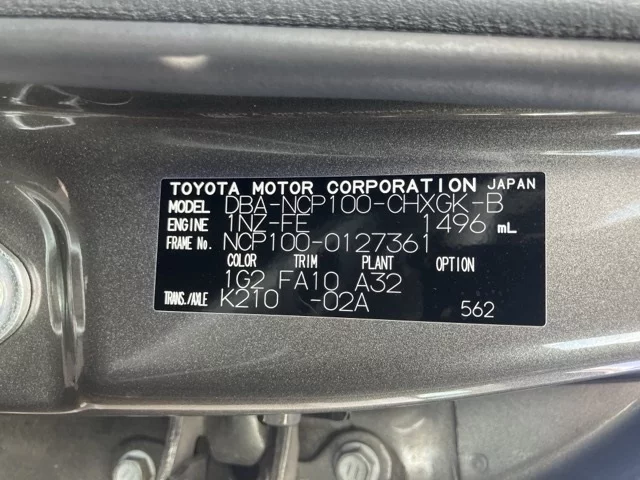 TOYOTA MOTOR CORPORATION JAPAN
MODEL DBA-NCP100-CHXGK-B
ENGINE 1NZ-FE 1496 mL
FRAME No. NCP100-0127361
COLOR TRIM PLANT OPTION
1G2 FA10 A32
TRANS./AXLE K210 -02A 562